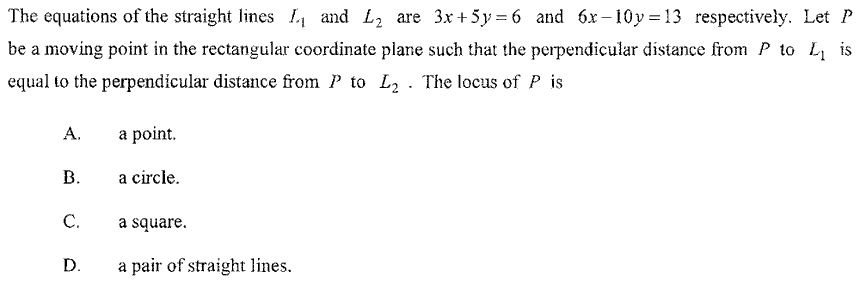 The equations of the straight lines L₁ and L₂ are 3x+5y=6 and 6x−10y=13 respectively. Let P
be a moving point in the rectangular coordinate plane such that the perpendicular distance from P to L₁ is
equal to the perpendicular distance from P to L₂ . The locus of P is
A. a point.
B. a circle.
C. a square.
D. a pair of straight lines.